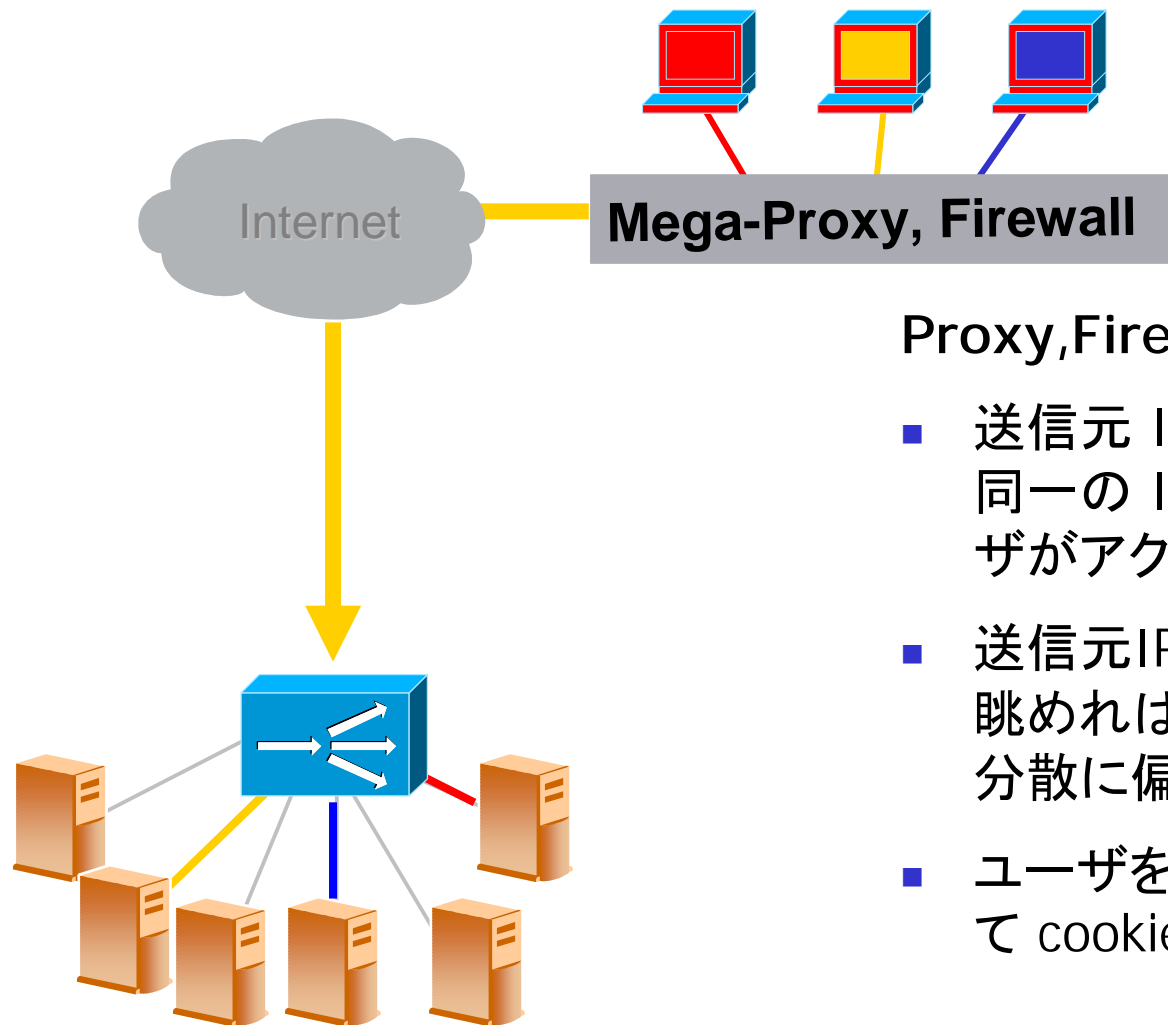 Internet
Mega-Proxy, Firewall
Proxy,Fire
送信元 I
同一の I
ザがアク
送信元IP
眺めれば
分散に偏
ユーザを
て cookie